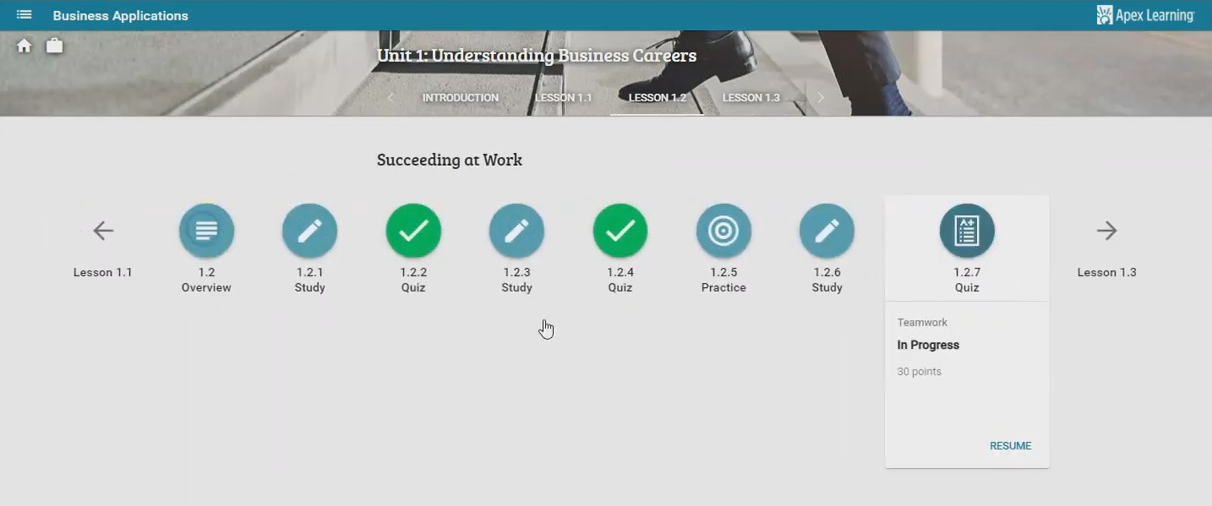 Business Applications
Apex Learning
Unit 1: Understanding Business Careers
INTRODUCTION
LESSON 1.1
LESSON 1.2
LESSON 1.3
Succeeding at Work
Lesson 1.1
1.2
Overview
1.2.1
Study
1.2.2
Quiz
1.2.3
Study
1.2.4
Quiz
1.2.5
Practice
1.2.6
Study
A+
1.2.7
Quiz
Lesson 1.3
Teamwork
In Progress
30 points
RESUME